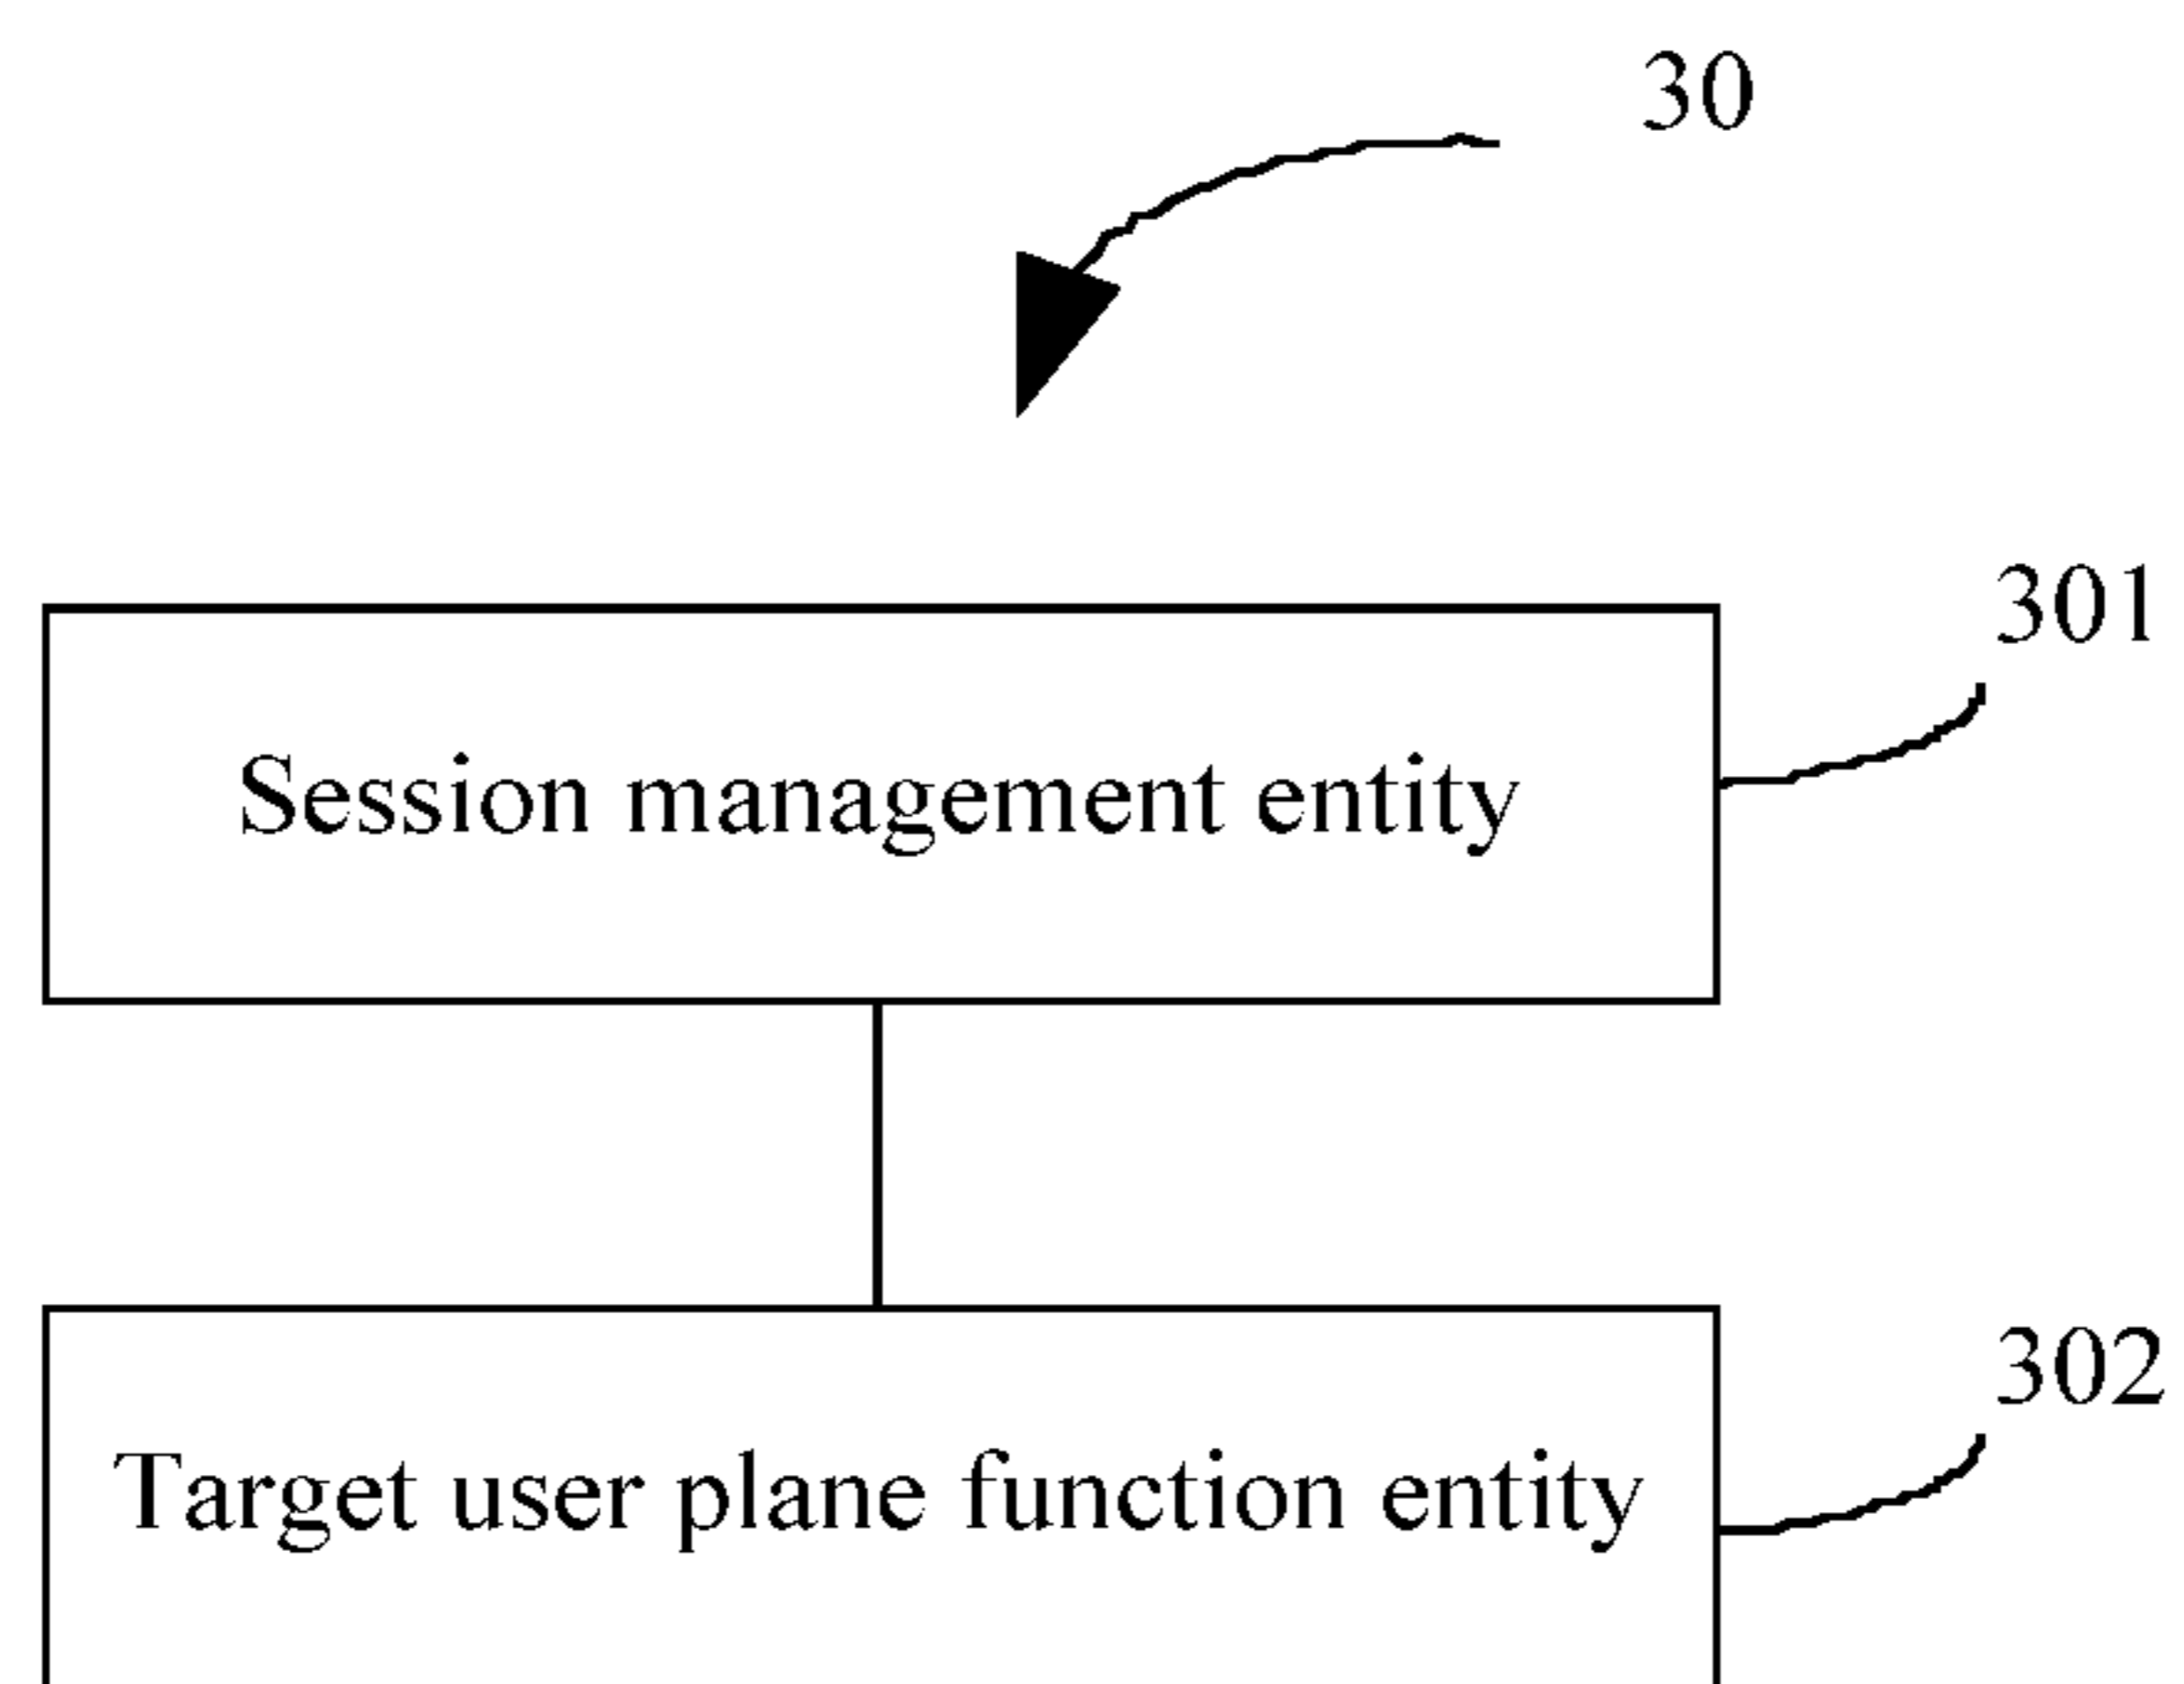 30
301
Session management entity
302
Target user plane function entity